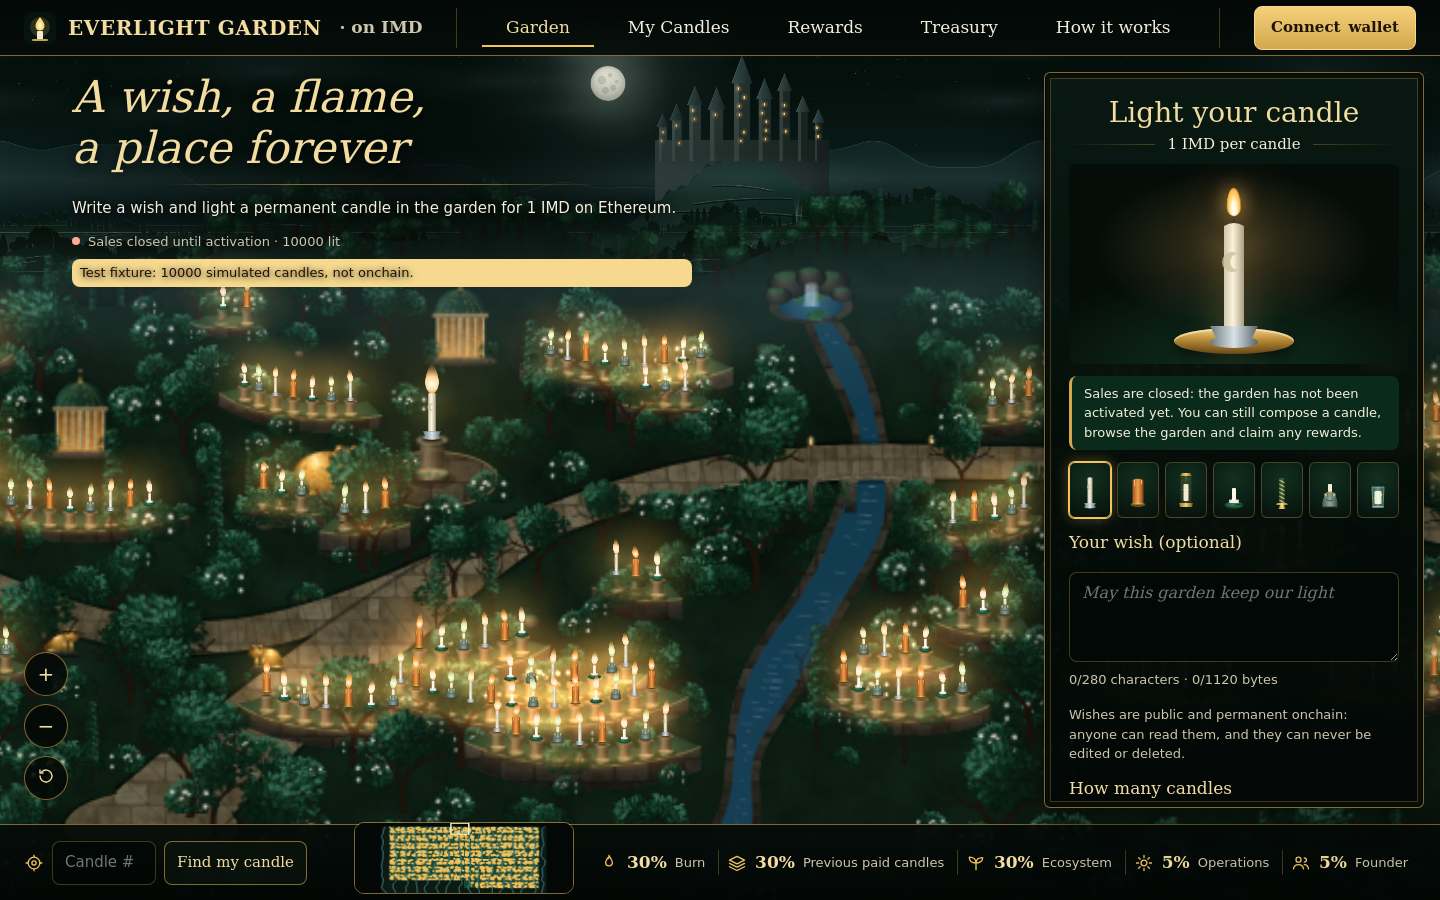 EVERLIGHT GARDEN · on IMD
Garden
My Candles
Rewards
Treasury
How it works
Connect wallet
A wish, a flame,
a place forever
Write a wish and light a permanent candle in the garden for 1 IMD on Ethereum.
Sales closed until activation · 10000 lit
Test fixture: 10000 simulated candles, not onchain.
Light your candle
1 IMD per candle
Sales are closed: the garden has not been
activated yet. You can still compose a candle,
browse the garden and claim any rewards.
Your wish (optional)
May this garden keep our light
0/280 characters · 0/1120 bytes
Wishes are public and permanent onchain:
anyone can read them, and they can never be
edited or deleted.
How many candles
+
−
Candle #
Find my candle
30% Burn
30% Previous paid candles
30% Ecosystem
5% Operations
5% Founder